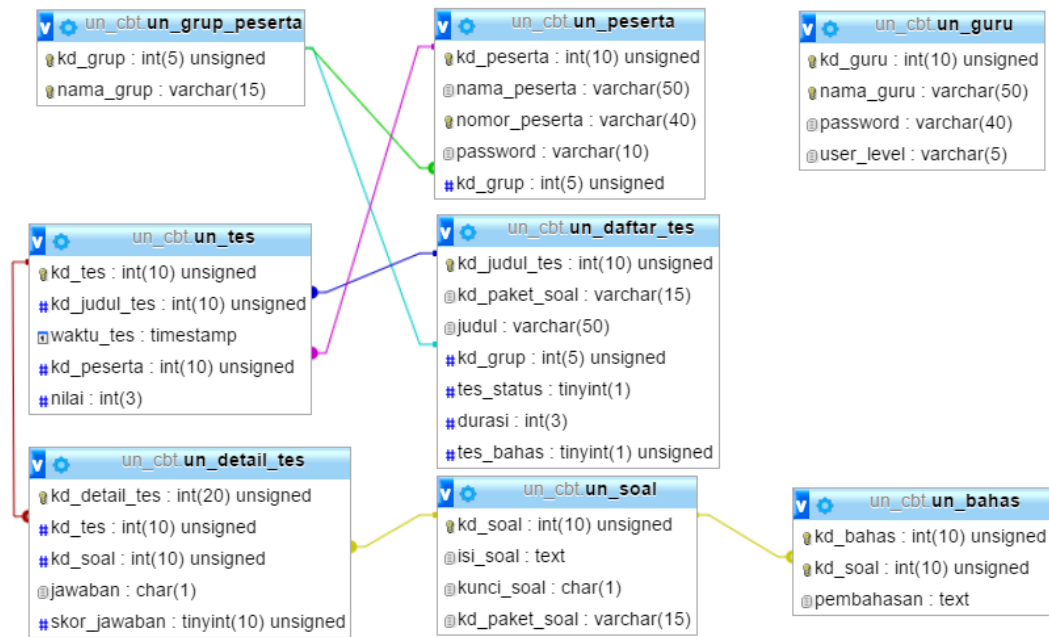 un_cbt.un_grup_peserta
kd_grup : int(5) unsigned
nama_grup : varchar(15)
un_cbt.un_peserta
kd_peserta : int(10) unsigned
nama_peserta : varchar(50)
nomor_peserta : varchar(40)
password : varchar(10)
kd_grup : int(5) unsigned
un_cbt.un_guru
kd_guru : int(10) unsigned
nama_guru : varchar(50)
password : varchar(40)
user_level : varchar(5)
un_cbt.un_tes
kd_tes : int(10) unsigned
kd_judul_tes : int(10) unsigned
waktu_tes : timestamp
kd_peserta : int(10) unsigned
nilai : int(3)
un_cbt.un_daftar_tes
kd_judul_tes : int(10) unsigned
kd_paket_soal : varchar(15)
judul : varchar(50)
kd_grup : int(5) unsigned
tes_status : tinyint(1)
durasi : int(3)
tes_bahas : tinyint(1) unsigned
un_cbt.un_detail_tes
kd_detail_tes : int(20) unsigned
kd_tes : int(10) unsigned
kd_soal : int(10) unsigned
jawaban : char(1)
skor_jawaban : tinyint(10) unsigned
un_cbt.un_soal
kd_soal : int(10) unsigned
isi_soal : text
kunci_soal : char(1)
kd_paket_soal : varchar(15)
un_cbt.un_bahas
kd_bahas : int(10) unsigned
kd_soal : int(10) unsigned
pembahasan : text